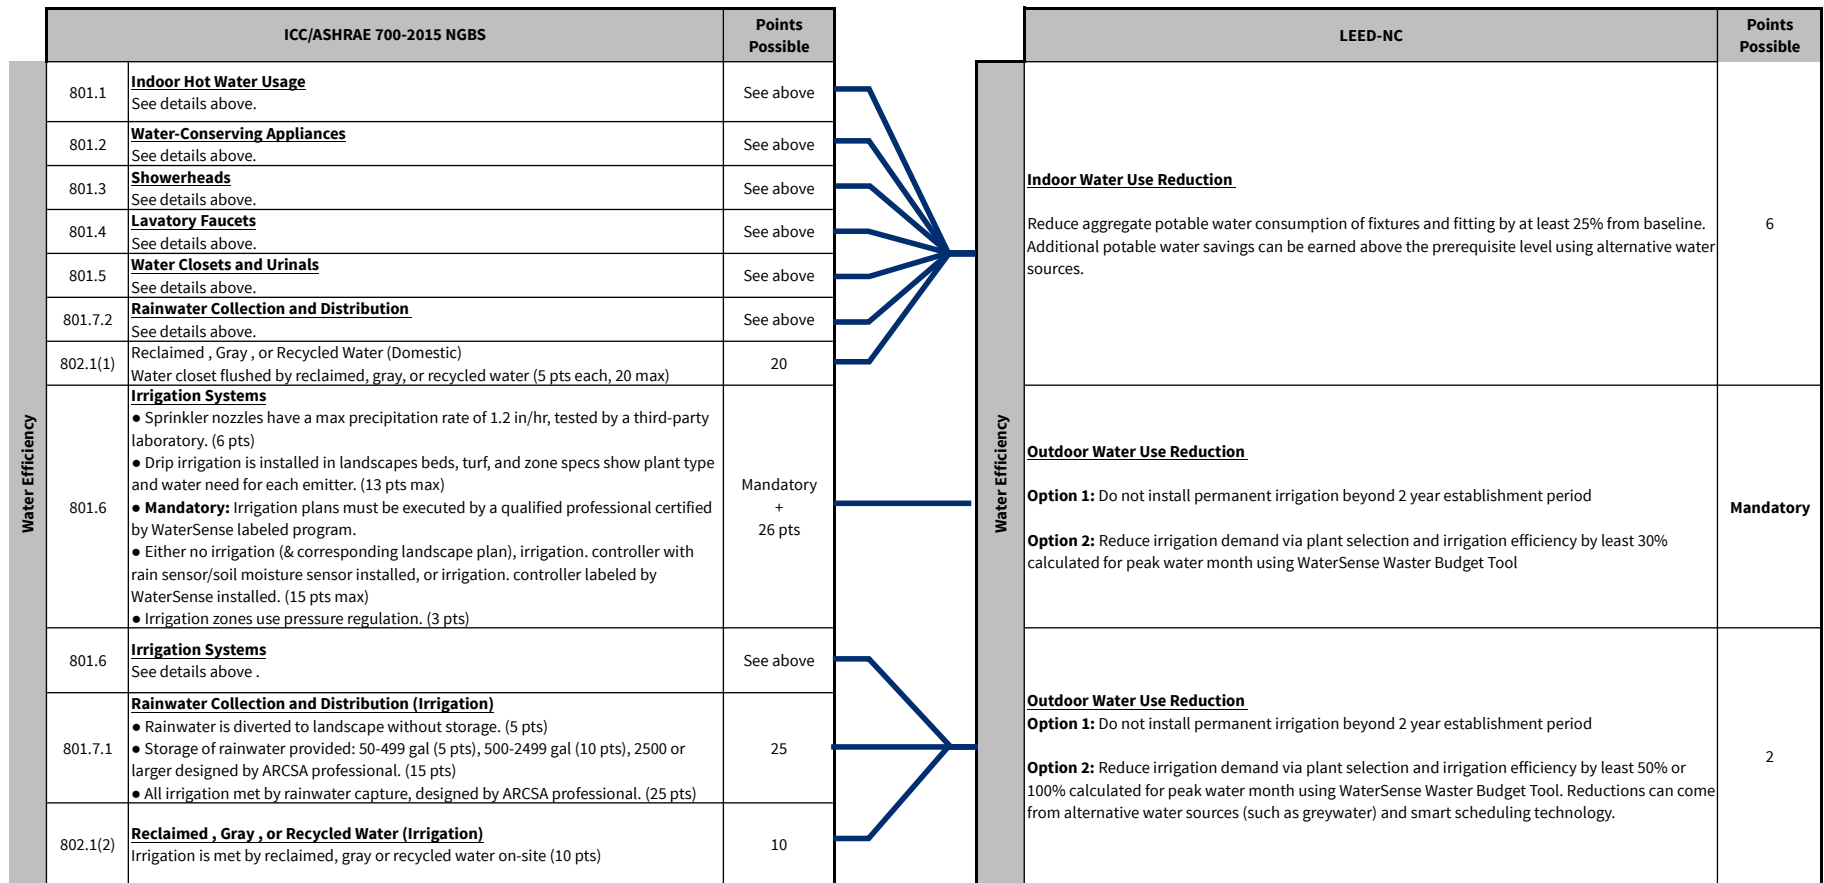 ICC/ASHRAE 700-2015 NGBS
Points
Possible
Water Efficiency
801.1
Indoor Hot Water Usage
See details above.
See above
801.2
Water-Conserving Appliances
See details above.
See above
801.3
Showerheads
See details above.
See above
801.4
Lavatory Faucets
See details above.
See above
801.5
Water Closets and Urinals
See details above.
See above
801.7.2
Rainwater Collection and Distribution
See details above.
See above
802.1(1)
Reclaimed , Gray , or Recycled Water (Domestic)
Water closet flushed by reclaimed, gray, or recycled water (5 pts each, 20 max)
20
801.6
Irrigation Systems
● Sprinkler nozzles have a max precipitation rate of 1.2 in/hr, tested by a third-party
laboratory. (6 pts)
● Drip irrigation is installed in landscapes beds, turf, and zone specs show plant type
and water need for each emitter. (13 pts max)
● Mandatory: Irrigation plans must be executed by a qualified professional certified
by WaterSense labeled program.
● Either no irrigation (& corresponding landscape plan), irrigation. controller with
rain sensor/soil moisture sensor installed, or irrigation. controller labeled by
WaterSense installed. (15 pts max)
● Irrigation zones use pressure regulation. (3 pts)
Mandatory
+
26 pts
801.6
Irrigation Systems
See details above .
See above
801.7.1
Rainwater Collection and Distribution (Irrigation)
● Rainwater is diverted to landscape without storage. (5 pts)
● Storage of rainwater provided: 50-499 gal (5 pts), 500-2499 gal (10 pts), 2500 or
larger designed by ARCSA professional. (15 pts)
● All irrigation met by rainwater capture, designed by ARCSA professional. (25 pts)
25
802.1(2)
Reclaimed , Gray , or Recycled Water (Irrigation)
Irrigation is met by reclaimed, gray or recycled water on-site (10 pts)
10
LEED-NC
Points
Possible
Water Efficiency
Indoor Water Use Reduction
Reduce aggregate potable water consumption of fixtures and fitting by at least 25% from baseline.
Additional potable water savings can be earned above the prerequisite level using alternative water
sources.
6
Outdoor Water Use Reduction
Option 1: Do not install permanent irrigation beyond 2 year establishment period
Option 2: Reduce irrigation demand via plant selection and irrigation efficiency by least 30%
calculated for peak water month using WaterSense Waster Budget Tool
Mandatory
Outdoor Water Use Reduction
Option 1: Do not install permanent irrigation beyond 2 year establishment period
Option 2: Reduce irrigation demand via plant selection and irrigation efficiency by least 50% or
100% calculated for peak water month using WaterSense Waster Budget Tool. Reductions can come
from alternative water sources (such as greywater) and smart scheduling technology.
2